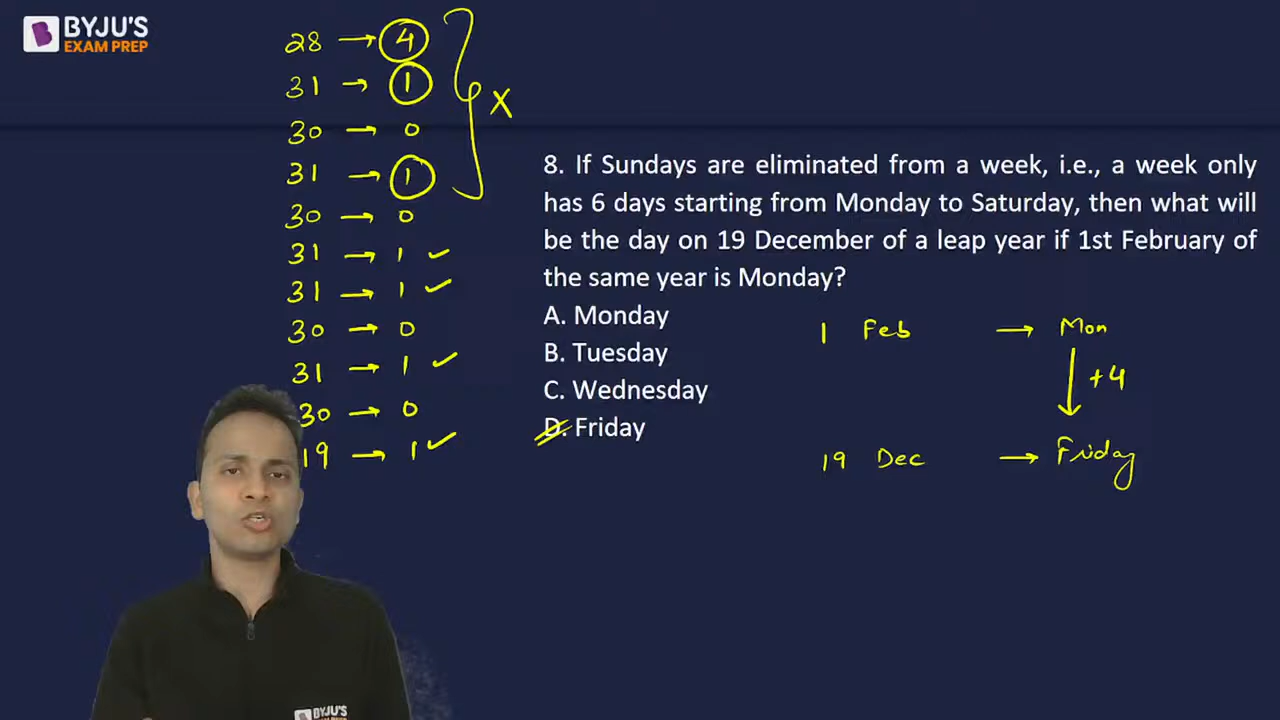 BYJU'S
EXAM PREP
28 → 4
31 → 1
30 → 0
31 → 1
X
30 → 0
31 → 1 ✓
31 → 1 ✓
30 → 0
31 → 1 ✓
30 → 0
19 → 1 ✓
8. If Sundays are eliminated from a week, i.e., a week only
has 6 days starting from Monday to Saturday, then what will
be the day on 19 December of a leap year if 1st February of
the same year is Monday?
A. Monday
B. Tuesday
C. Wednesday
D. Friday
1 Feb → Mon
+4
19 Dec → Friday
BYJU'S
EXAM PREP